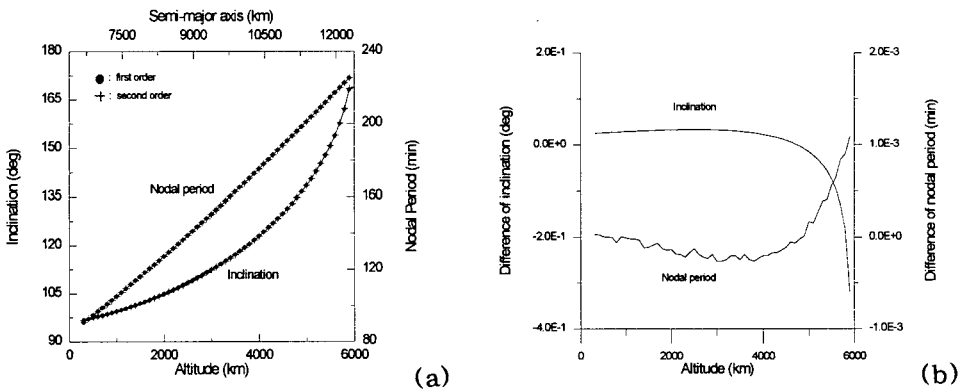 Semi-major axis (km)
7500 9000 10500 12000
180 240
165
150
135
120
105
90
200
160
120
80
● : first order
+ : second order
Nodal period
Inclination
Inclination (deg)
Nodal Period (min)
0 2000 4000 6000
Altitude (km)
(a)
2.0E-1
0.0E+0
-2.0E-1
-4.0E-1
2.0E-3
1.0E-3
0.0E+0
-1.0E-3
Inclination
Nodal period
Difference of inclination (deg)
Difference of nodal period (min)
0 2000 4000 6000
Altitude (km)
(b)